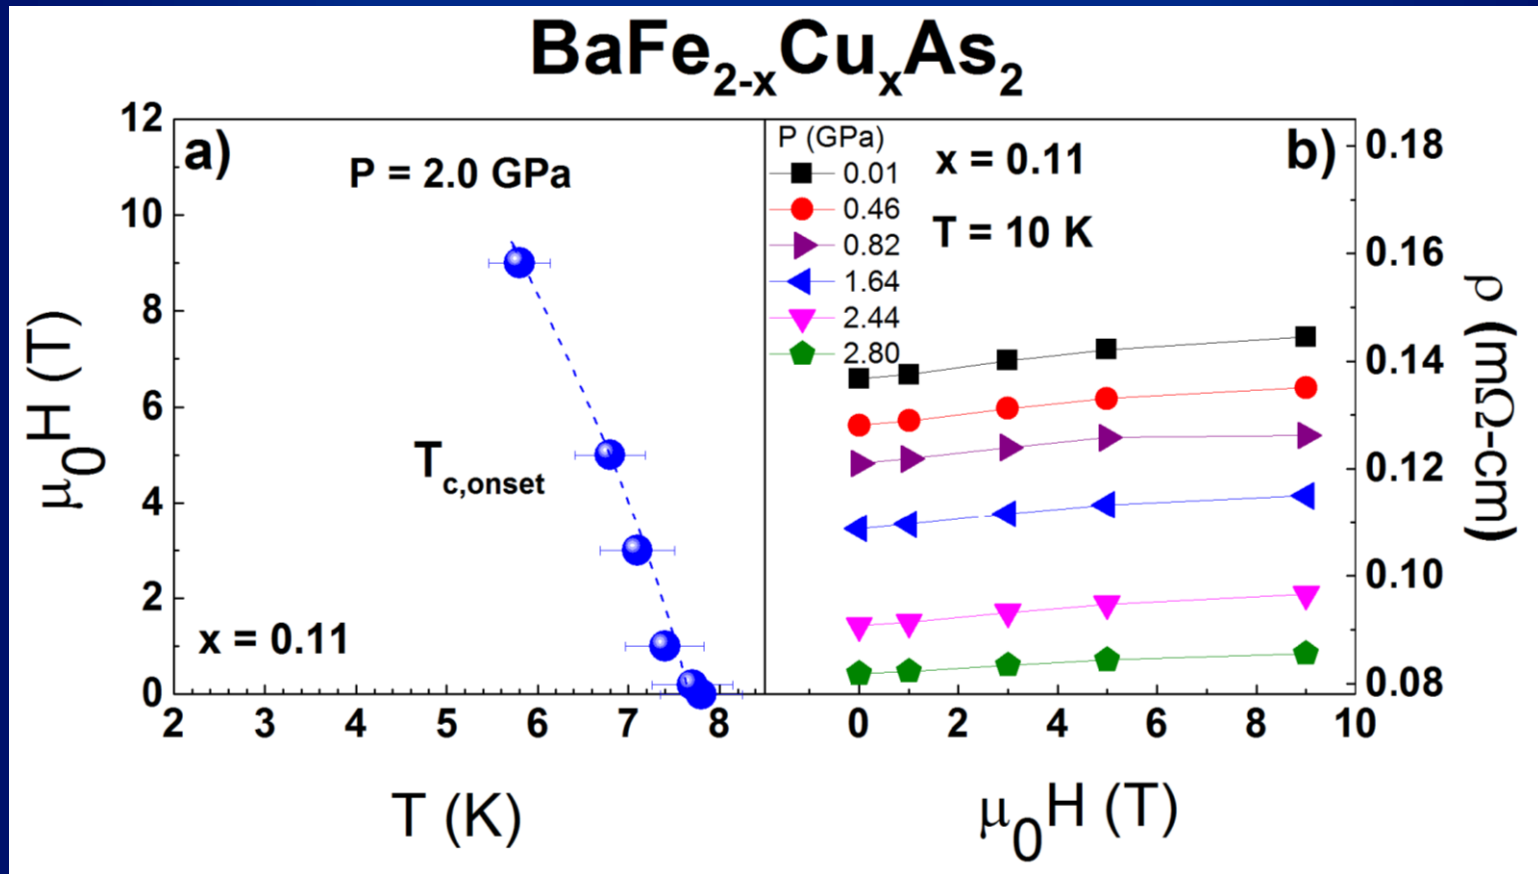 BaFe2-xCuxAs2
a)
P = 2.0 GPa
Tc,onset
x = 0.11
12
10
8
6
4
2
0
μ0H (T)
2 3 4 5 6 7 8
T (K)
P (GPa)
0.01
0.46
0.82
1.64
2.44
2.80
x = 0.11
T = 10 K
b)
0.18
0.16
0.14
0.12
0.10
0.08
ρ (mΩ-cm)
0 2 4 6 8 10
μ0H (T)